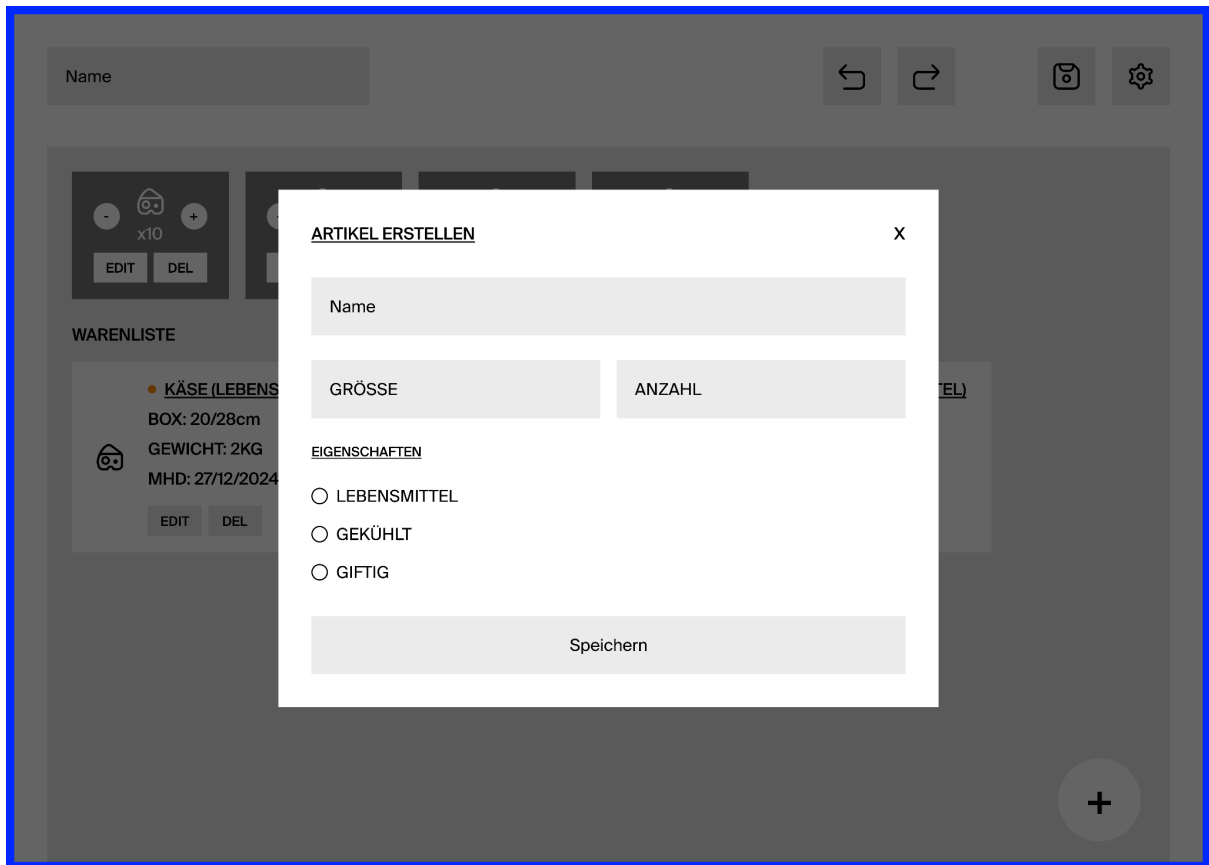 Name
- x10 +
EDIT DEL
ARTIKEL ERSTELLEN X
Name
WARENLISTE
GRÖSSE ANZAHL
KÄSE (LEBENS
TEL)
BOX: 20/28cm
GEWICHT: 2KG
MHD: 27/12/2024
EDIT DEL
EIGENSCHAFTEN
LEBENSMITTEL
GEKÜHLT
GIFTIG
Speichern
+